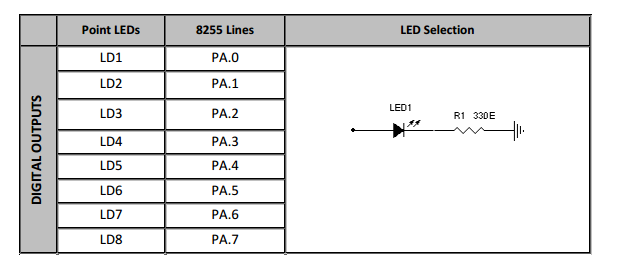 Point LEDs 8255 Lines LED Selection
DIGITAL OUTPUTS
LD1 PA.0
LD2 PA.1
LD3 PA.2
LD4 PA.3
LD5 PA.4
LD6 PA.5
LD7 PA.6
LD8 PA.7
LED1
R1 330E